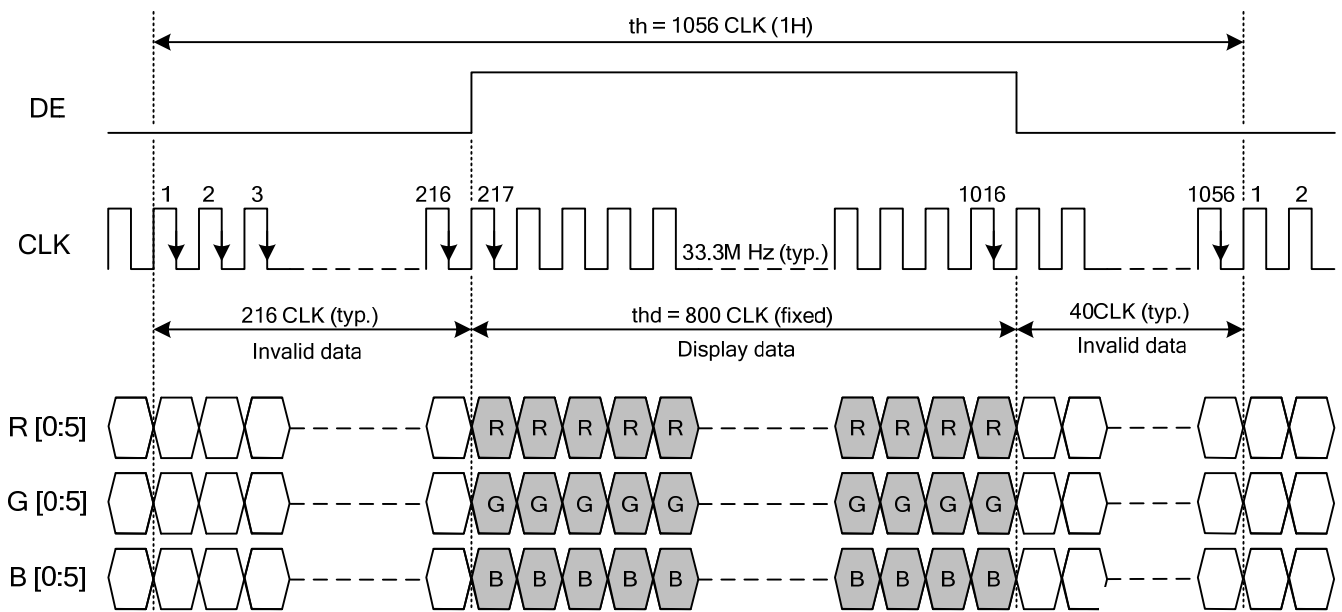 th = 1056 CLK (1H)
DE
1 2 3 216 217 1016 1056 1 2
CLK
33.3M Hz (typ.)
216 CLK (typ.) thd = 800 CLK (fixed) 40CLK (typ.)
Invalid data Display data Invalid data
R [0:5] R R R R R R R R R
G [0:5] G G G G G G G G G
B [0:5] B B B B B B B B B